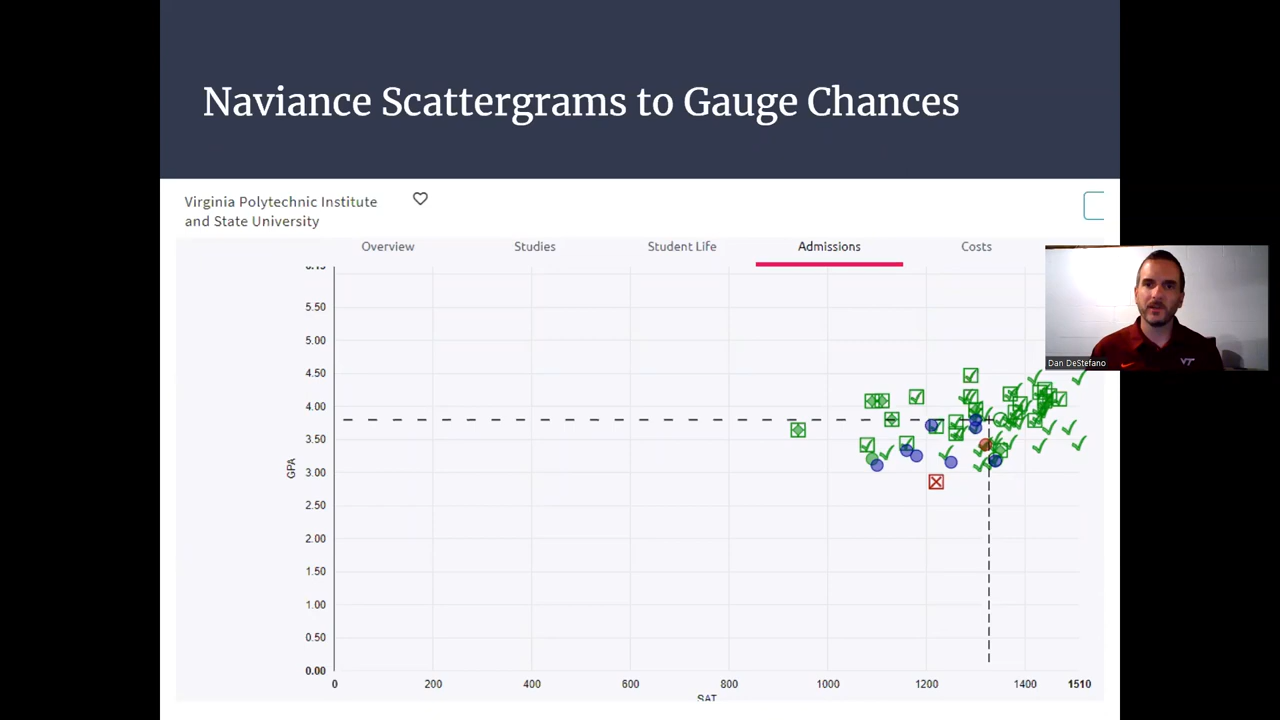 Naviance Scattergrams to Gauge Chances
Virginia Polytechnic Institute
and State University
Overview
Studies
Student Life
Admissions
Costs
5.50
5.00
4.50
4.00
3.50
3.00
2.50
2.00
1.50
1.00
0.50
0.00
GPA
0
200
400
600
800
1000
1200
1400
1510
SAT
VT
Dan DeStefano